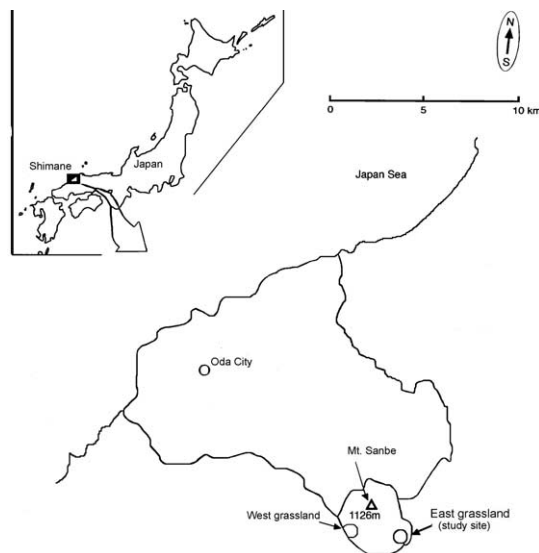 N
S
0 5 10 km
Shimane
Japan
Japan Sea
Oda City
Mt. Sanbe
1126m
West grassland
East grassland
(study site)